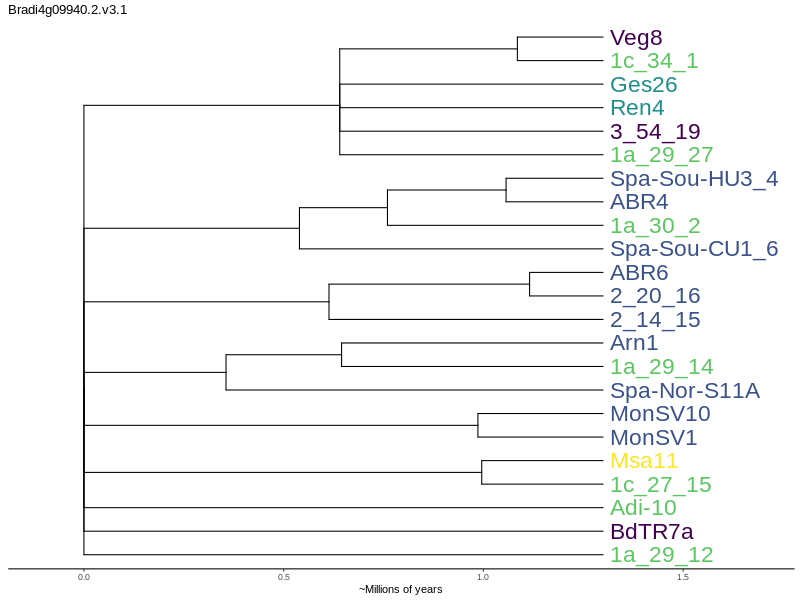 Bradi4g09940.2.v3.1
Veg8
1c_34_1
Ges26
Ren4
3_54_19
1a_29_27
Spa-Sou-HU3_4
ABR4
1a_30_2
Spa-Sou-CU1_6
ABR6
2_20_16
2_14_15
Arn1
1a_29_14
Spa-Nor-S11A
MonSV10
MonSV1
Msa11
1c_27_15
Adi-10
BdTR7a
1a_29_12
0.0 0.5 1.0 1.5
~Millions of years